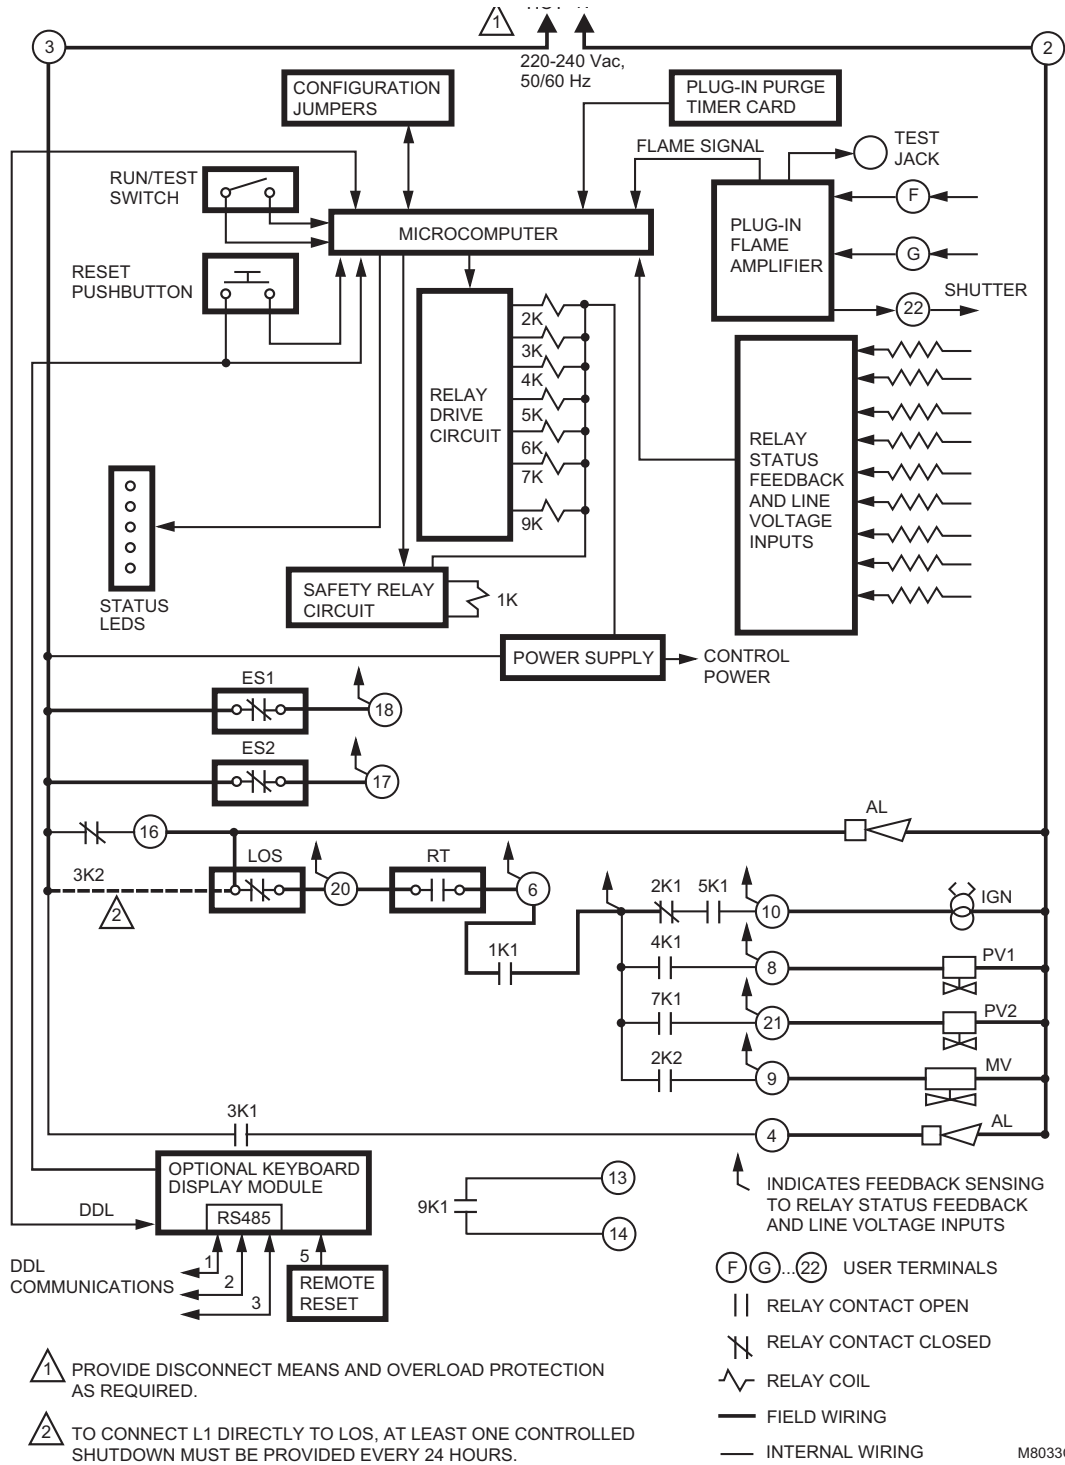 1
3
2
220-240 Vac,
50/60 Hz
CONFIGURATION
JUMPERS
PLUG-IN PURGE
TIMER CARD
FLAME SIGNAL
TEST
JACK
RUN/TEST
SWITCH
F
PLUG-IN
FLAME
AMPLIFIER
MICROCOMPUTER
G
RESET
PUSHBUTTON
SHUTTER
22
2K
3K
4K
5K
6K
7K
9K
RELAY
DRIVE
CIRCUIT
RELAY
STATUS
FEEDBACK
AND LINE
VOLTAGE
INPUTS
STATUS
LEDS
SAFETY RELAY
CIRCUIT
1K
POWER SUPPLY
CONTROL
POWER
ES1
18
ES2
17
16
AL
3K2
2
LOS
20
RT
6
2K1
5K1
10
IGN
1K1
4K1
8
PV1
7K1
21
PV2
2K2
9
MV
3K1
4
AL
OPTIONAL KEYBOARD
DISPLAY MODULE
RS485
DDL
9K1
13
14
INDICATES FEEDBACK SENSING
TO RELAY STATUS FEEDBACK
AND LINE VOLTAGE INPUTS
DDL
COMMUNICATIONS
1
2
3
5
REMOTE
RESET
F G ... 22 USER TERMINALS
RELAY CONTACT OPEN
RELAY CONTACT CLOSED
RELAY COIL
FIELD WIRING
INTERNAL WIRING
1 PROVIDE DISCONNECT MEANS AND OVERLOAD PROTECTION
AS REQUIRED.
2 TO CONNECT L1 DIRECTLY TO LOS, AT LEAST ONE CONTROLLED
SHUTDOWN MUST BE PROVIDED EVERY 24 HOURS.